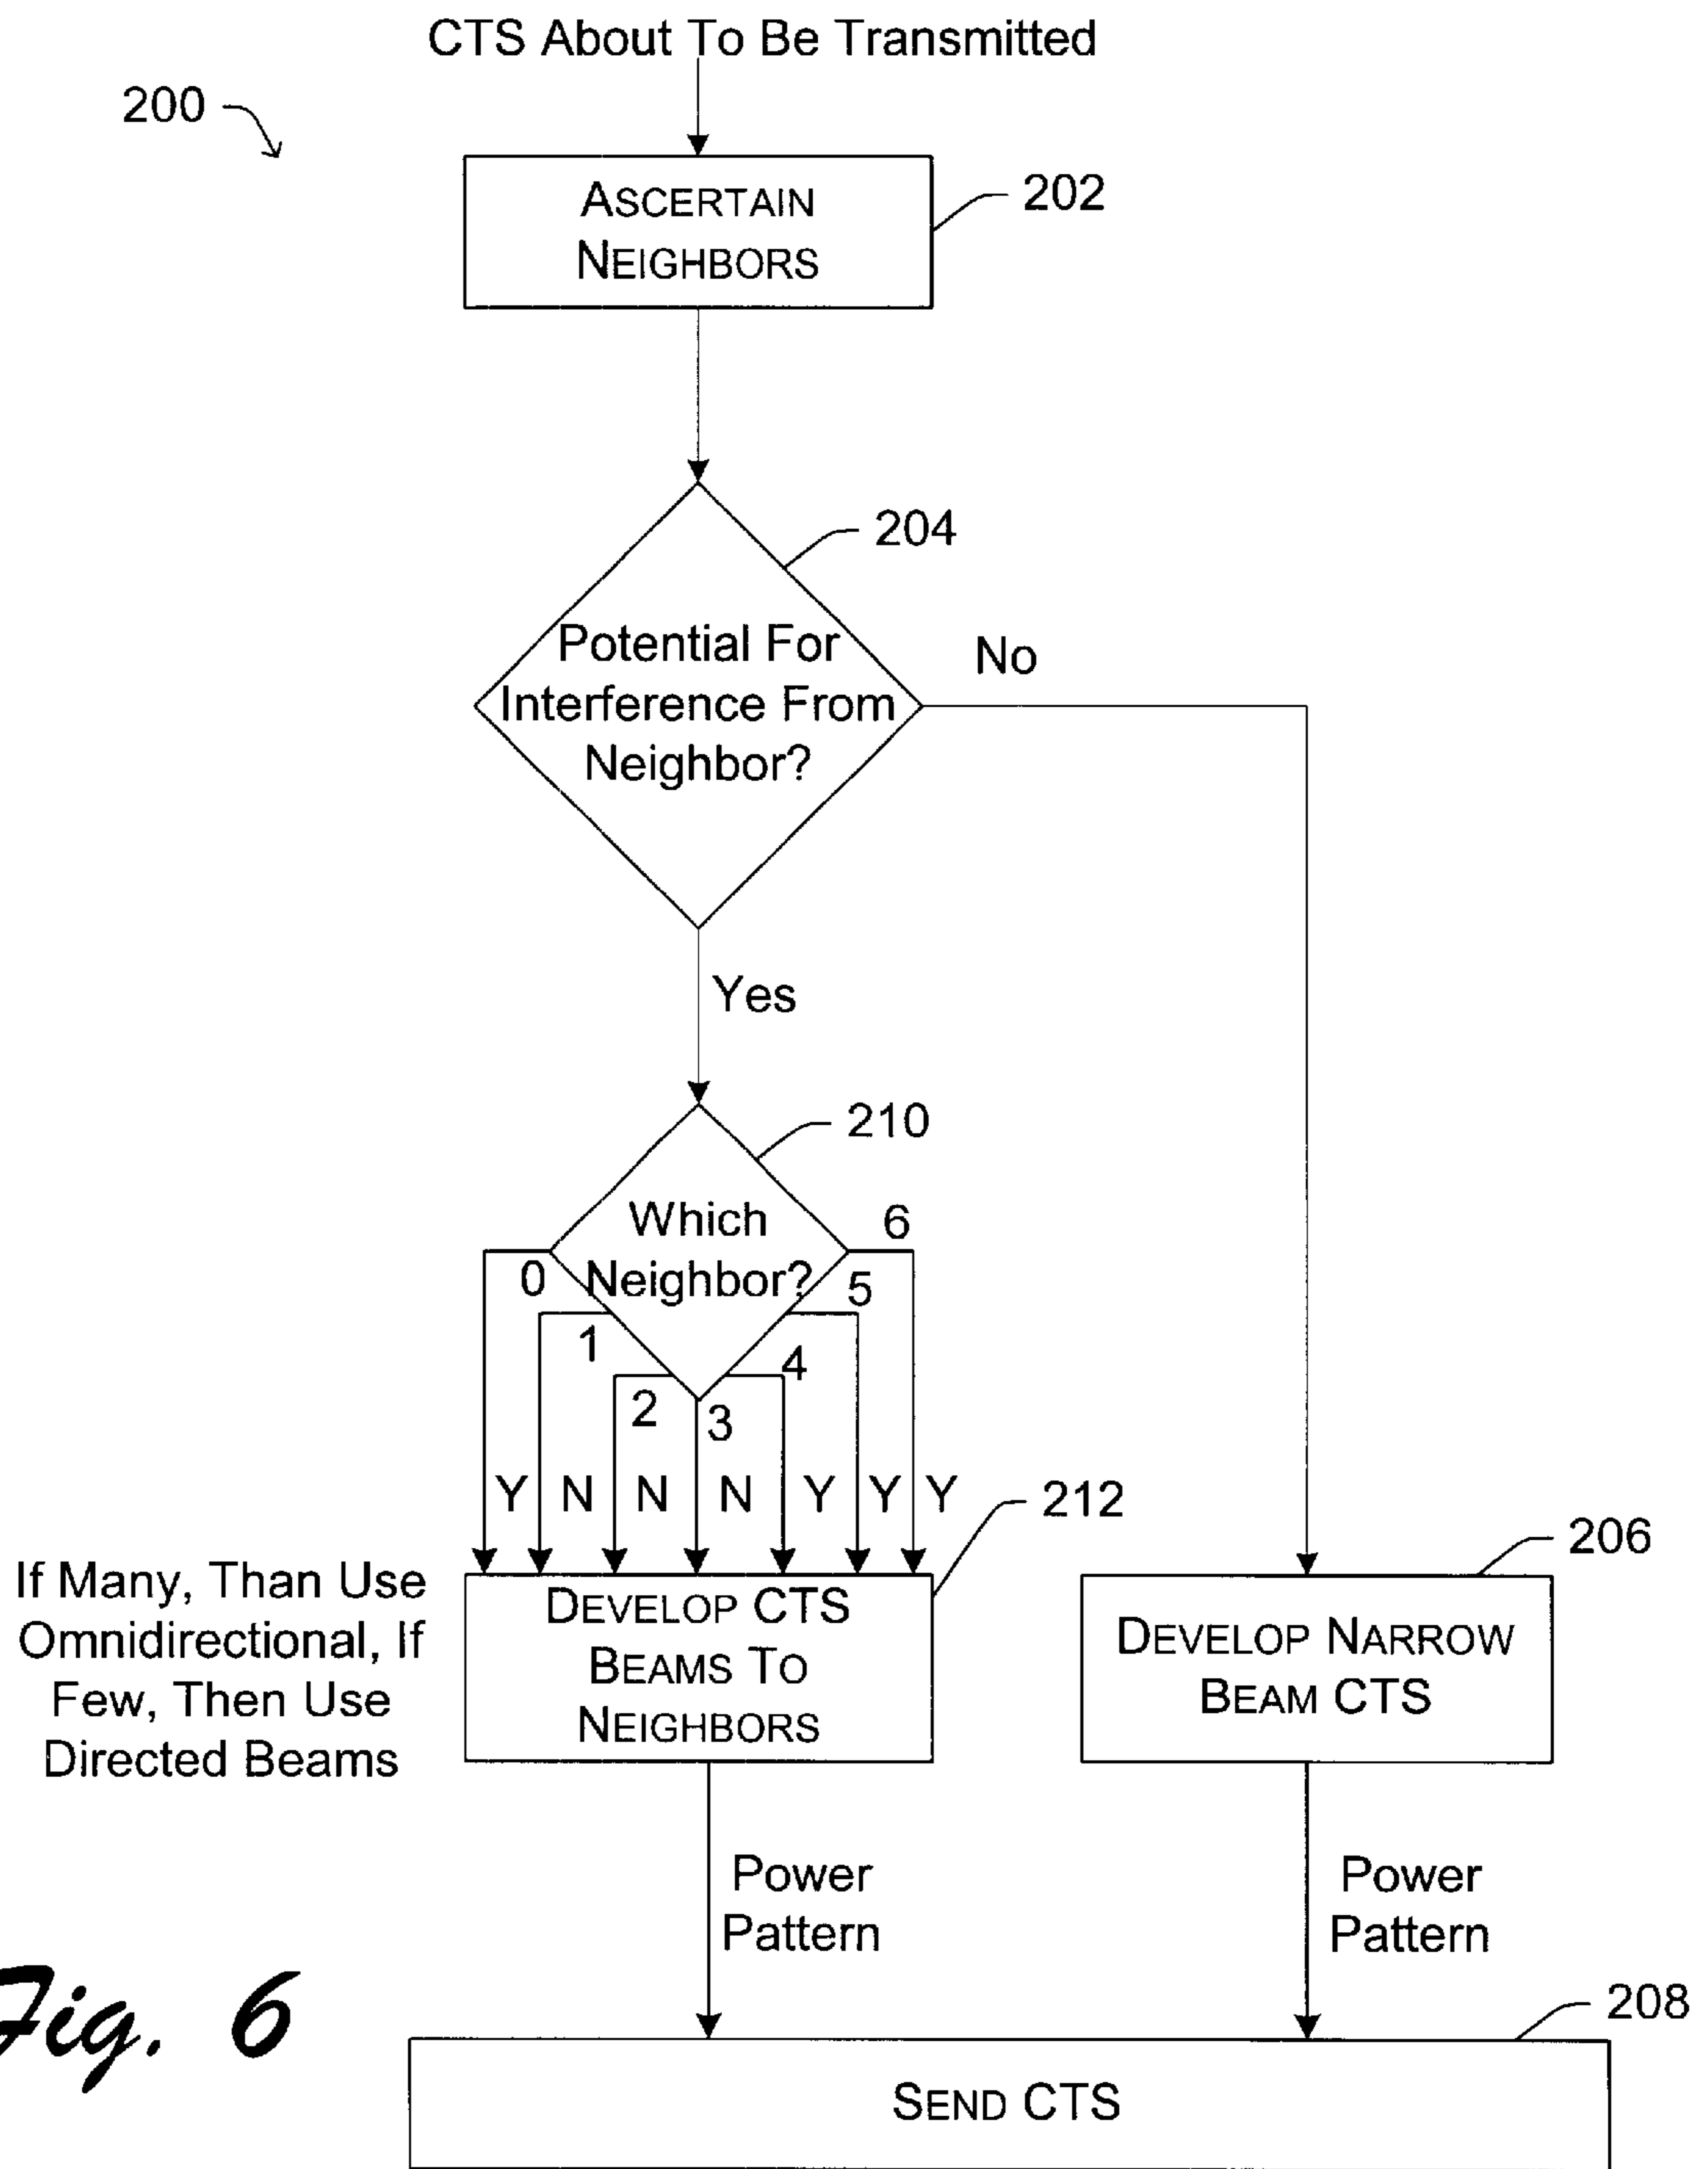 CTS About To Be Transmitted
200
ASCERTAIN
NEIGHBORS
202
204
Potential For
Interference From
Neighbor?
No
Yes
210
Which
Neighbor?
0
1
2
3
4
5
6
Y N N N Y Y Y
212
206
If Many, Than Use
Omnidirectional, If
Few, Then Use
Directed Beams
DEVELOP CTS
BEAMS TO
NEIGHBORS
DEVELOP NARROW
BEAM CTS
Power
Pattern
Power
Pattern
208
SEND CTS
Fig. 6